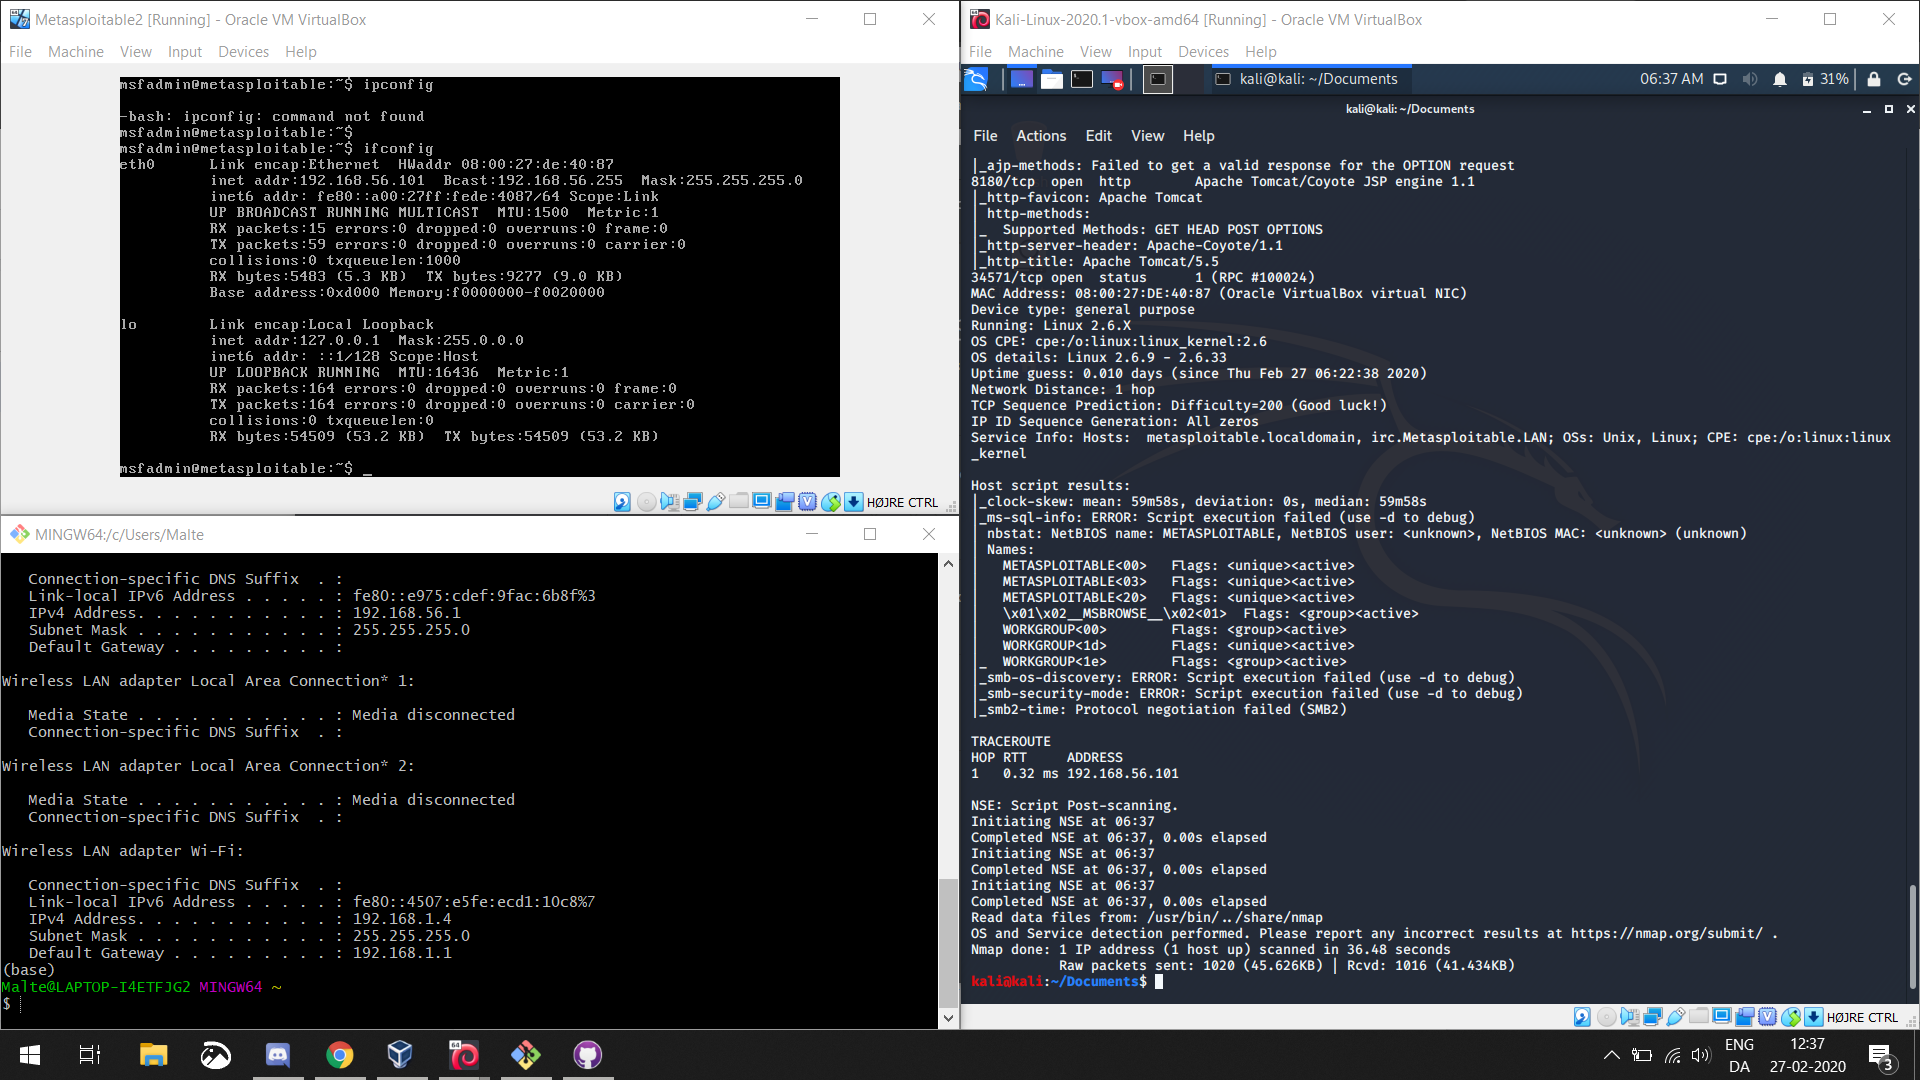 Metasploitable2 [Running] - Oracle VM VirtualBox
File Machine View Input Devices Help
msfadmin@metasploitable:~$ ipconfig
-bash: ipconfig: command not found
msfadmin@metasploitable:~$
msfadmin@metasploitable:~$ ifconfig
eth0 Link encap:Ethernet HWaddr 08:00:27:de:40:87
inet addr:192.168.56.101 Bcast:192.168.56.255 Mask:255.255.255.0
inet6 addr: fe80::a00:27ff:fede:4087/64 Scope:Link
UP BROADCAST RUNNING MULTICAST MTU:1500 Metric:1
RX packets:15 errors:0 dropped:0 overruns:0 frame:0
TX packets:59 errors:0 dropped:0 overruns:0 carrier:0
collisions:0 txqueuelen:1000
RX bytes:5483 (5.3 KB) TX bytes:9277 (9.0 KB)
Base address:0xd000 Memory:f0000000-f0020000
lo Link encap:Local Loopback
inet addr:127.0.0.1 Mask:255.0.0.0
inet6 addr: ::1/128 Scope:Host
UP LOOPBACK RUNNING MTU:16436 Metric:1
RX packets:164 errors:0 dropped:0 overruns:0 frame:0
TX packets:164 errors:0 dropped:0 overruns:0 carrier:0
collisions:0 txqueuelen:0
RX bytes:54509 (53.2 KB) TX bytes:54509 (53.2 KB)
msfadmin@metasploitable:~$ _
HØJRE CTRL
MINGW64:/c/Users/Malte
Connection-specific DNS Suffix . :
Link-local IPv6 Address . . . . . : fe80::e975:cdef:9fac:6b8f%3
IPv4 Address. . . . . . . . . . . : 192.168.56.1
Subnet Mask . . . . . . . . . . . : 255.255.255.0
Default Gateway . . . . . . . . . :
Wireless LAN adapter Local Area Connection* 1:
Media State . . . . . . . . . . . : Media disconnected
Connection-specific DNS Suffix . :
Wireless LAN adapter Local Area Connection* 2:
Media State . . . . . . . . . . . : Media disconnected
Connection-specific DNS Suffix . :
Wireless LAN adapter Wi-Fi:
Connection-specific DNS Suffix . :
Link-local IPv6 Address . . . . . : fe80::4507:e5fe:ecd1:10c8%7
IPv4 Address. . . . . . . . . . . : 192.168.1.4
Subnet Mask . . . . . . . . . . . : 255.255.255.0
Default Gateway . . . . . . . . . : 192.168.1.1
(base)
Malte@LAPTOP-I4ETFJG2 MINGW64 ~
$
Kali-Linux-2020.1-vbox-amd64 [Running] - Oracle VM VirtualBox
File Machine View Input Devices Help
kali@kali: ~/Documents 06:37 AM 31%
kali@kali: ~/Documents
File Actions Edit View Help
|_ajp-methods: Failed to get a valid response for the OPTION request
8180/tcp open http Apache Tomcat/Coyote JSP engine 1.1
|_http-favicon: Apache Tomcat
| http-methods:
|_ Supported Methods: GET HEAD POST OPTIONS
|_http-server-header: Apache-Coyote/1.1
|_http-title: Apache Tomcat/5.5
34571/tcp open status 1 (RPC #100024)
MAC Address: 08:00:27:DE:40:87 (Oracle VirtualBox virtual NIC)
Device type: general purpose
Running: Linux 2.6.X
OS CPE: cpe:/o:linux:linux_kernel:2.6
OS details: Linux 2.6.9 - 2.6.33
Uptime guess: 0.010 days (since Thu Feb 27 06:22:38 2020)
Network Distance: 1 hop
TCP Sequence Prediction: Difficulty=200 (Good luck!)
IP ID Sequence Generation: All zeros
Service Info: Hosts: metasploitable.localdomain, irc.Metasploitable.LAN; OSs: Unix, Linux; CPE: cpe:/o:linux:linux
_kernel
Host script results:
|_clock-skew: mean: 59m58s, deviation: 0s, median: 59m58s
|_ms-sql-info: ERROR: Script execution failed (use -d to debug)
| nbstat: NetBIOS name: METASPLOITABLE, NetBIOS user: <unknown>, NetBIOS MAC: <unknown> (unknown)
| Names:
| METASPLOITABLE<00> Flags: <unique><active>
| METASPLOITABLE<03> Flags: <unique><active>
| METASPLOITABLE<20> Flags: <unique><active>
| \x01\x02__MSBROWSE__\x02<01> Flags: <group><active>
| WORKGROUP<00> Flags: <group><active>
| WORKGROUP<1d> Flags: <unique><active>
|_ WORKGROUP<1e> Flags: <group><active>
|_smb-os-discovery: ERROR: Script execution failed (use -d to debug)
|_smb-security-mode: ERROR: Script execution failed (use -d to debug)
|_smb2-time: Protocol negotiation failed (SMB2)
TRACEROUTE
HOP RTT ADDRESS
1 0.32 ms 192.168.56.101
NSE: Script Post-scanning.
Initiating NSE at 06:37
Completed NSE at 06:37, 0.00s elapsed
Initiating NSE at 06:37
Completed NSE at 06:37, 0.00s elapsed
Initiating NSE at 06:37
Completed NSE at 06:37, 0.00s elapsed
Read data files from: /usr/bin/../share/nmap
OS and Service detection performed. Please report any incorrect results at https://nmap.org/submit/ .
Nmap done: 1 IP address (1 host up) scanned in 36.48 seconds
Raw packets sent: 1020 (45.626KB) | Rcvd: 1016 (41.434KB)
kali@kali:~/Documents$
HØJRE CTRL
64
ENG
DA
12:37
27-02-2020
3